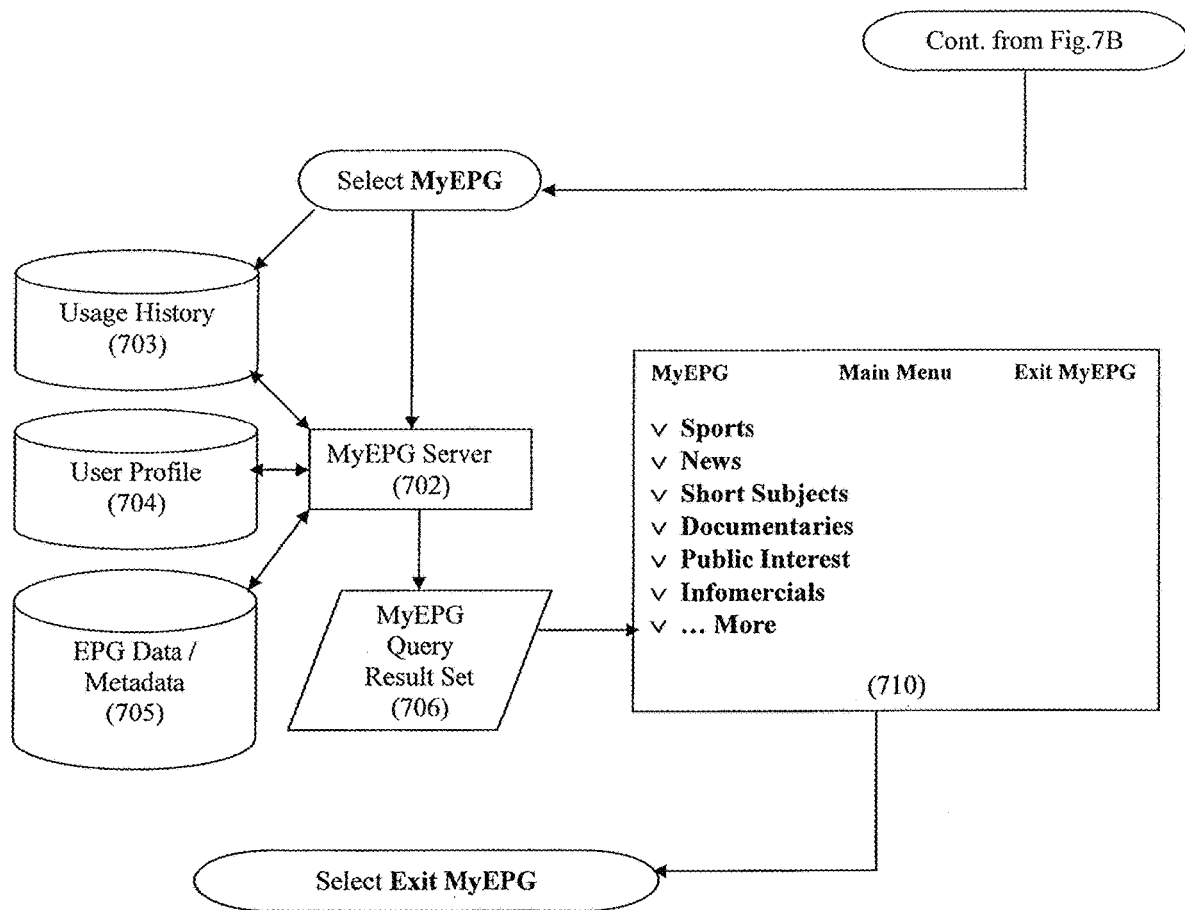 Cont. from Fig.7B
Select MyEPG
Usage History
(703)
User Profile
(704)
EPG Data /
Metadata
(705)
MyEPG Server
(702)
MyEPG
Query
Result Set
(706)
MyEPG Main Menu Exit MyEPG
v Sports
v News
v Short Subjects
v Documentaries
v Public Interest
v Infomercials
v ... More
(710)
Select Exit MyEPG